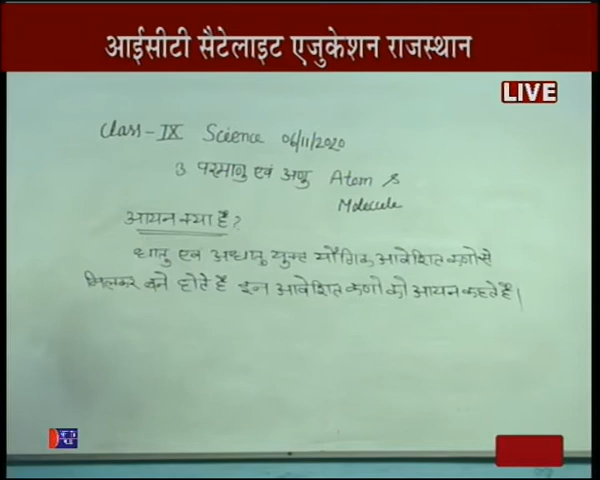 आईसीटी सैटेलाइट एजुकेशन राजस्थान
LIVE
Class-IX Science 06/11/2020
3 परमाणु एवं अणु Atom &
Molecule
आयन क्या है?
धातु एवं अधातु युक्त यौगिक आवेशित कणो से
मिलकर बने होते है इन आवेशित कणो को आयन कहते है।